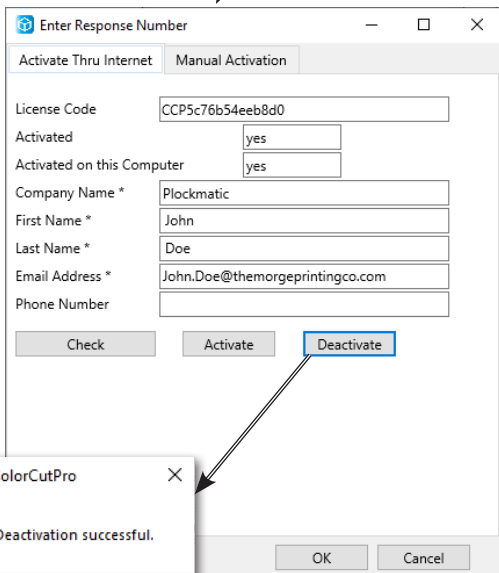 Enter Response Number
Activate Thru Internet Manual Activation
License Code CCP5c76b54eeb8d0
Activated yes
Activated on this Computer yes
Company Name * Plockmatic
First Name * John
Last Name * Doe
Email Address * John.Doe@themorgeprintingco.com
Phone Number
Check Activate Deactivate
olorCutPro
Deactivation successful.
OK Cancel